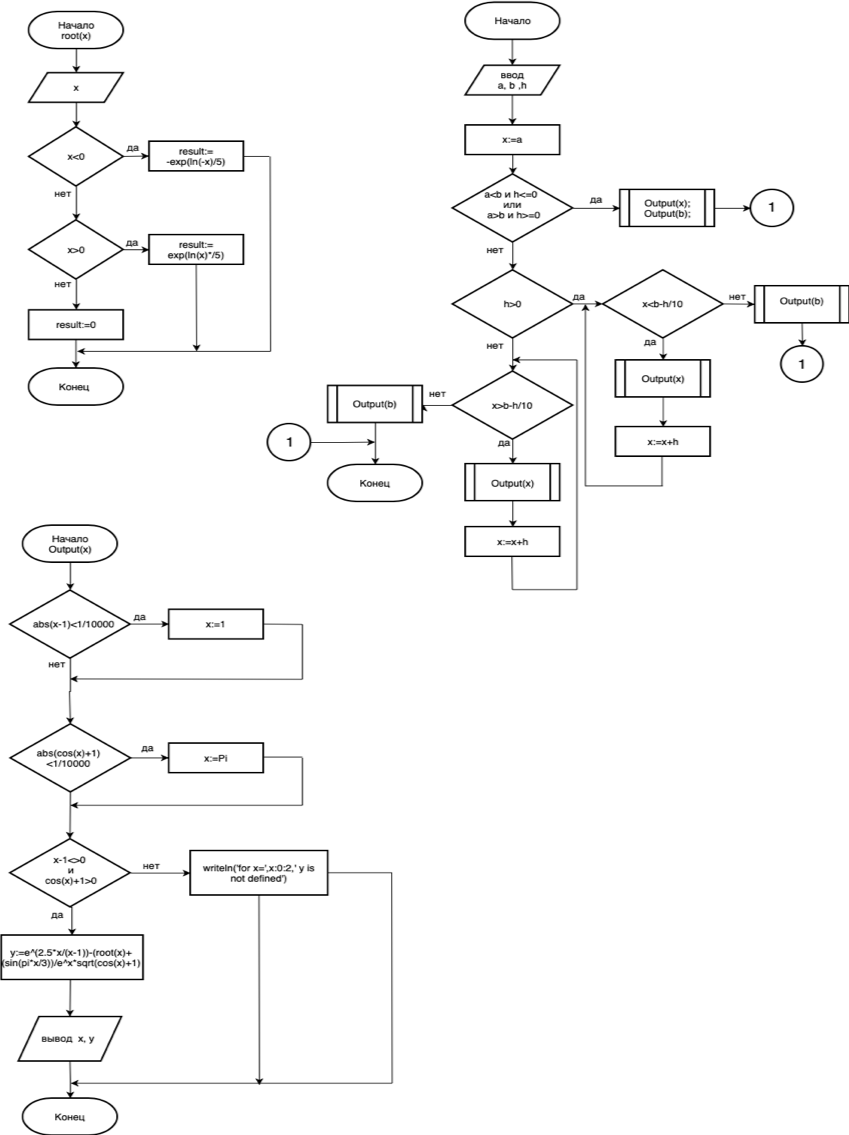 Начало
root(x)
x
x<0
да
result:=
-exp(ln(-x)/5)
нет
x>0
да
result:=
exp(ln(x)*/5)
нет
result:=0
Конец
Начало
ввод
a, b ,h
x:=a
a<b и h<=0
или
a>b и h>=0
да
Output(x);
Output(b);
1
нет
h>0
да
x<b-h/10
нет
Output(b)
1
да
Output(x)
x:=x+h
нет
x>b-h/10
нет
Output(b)
1
Конец
да
Output(x)
x:=x+h
Начало
Output(x)
abs(x-1)<1/10000
да
x:=1
нет
abs(cos(x)+1)
<1/10000
да
x:=Pi
x-1<>0
и
cos(x)+1>0
нет
writeln('for x=',x:0:2,' y is
not defined')
да
y:=e^(2.5*x/(x-1))-(root(x)+
(sin(pi*x/3))/e^x*sqrt(cos(x)+1)
вывод x, y
Конец